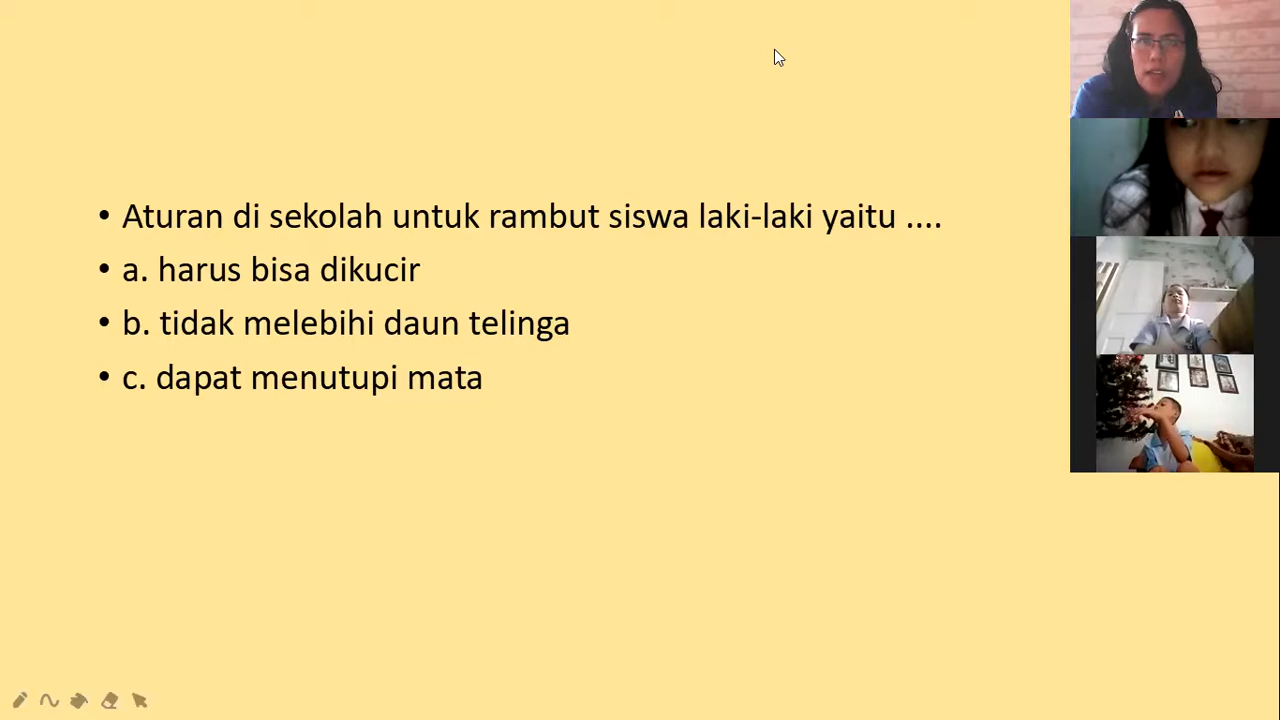 • Aturan di sekolah untuk rambut siswa laki-laki yaitu ....
• a. harus bisa dikucir
• b. tidak melebihi daun telinga
• c. dapat menutupi mata